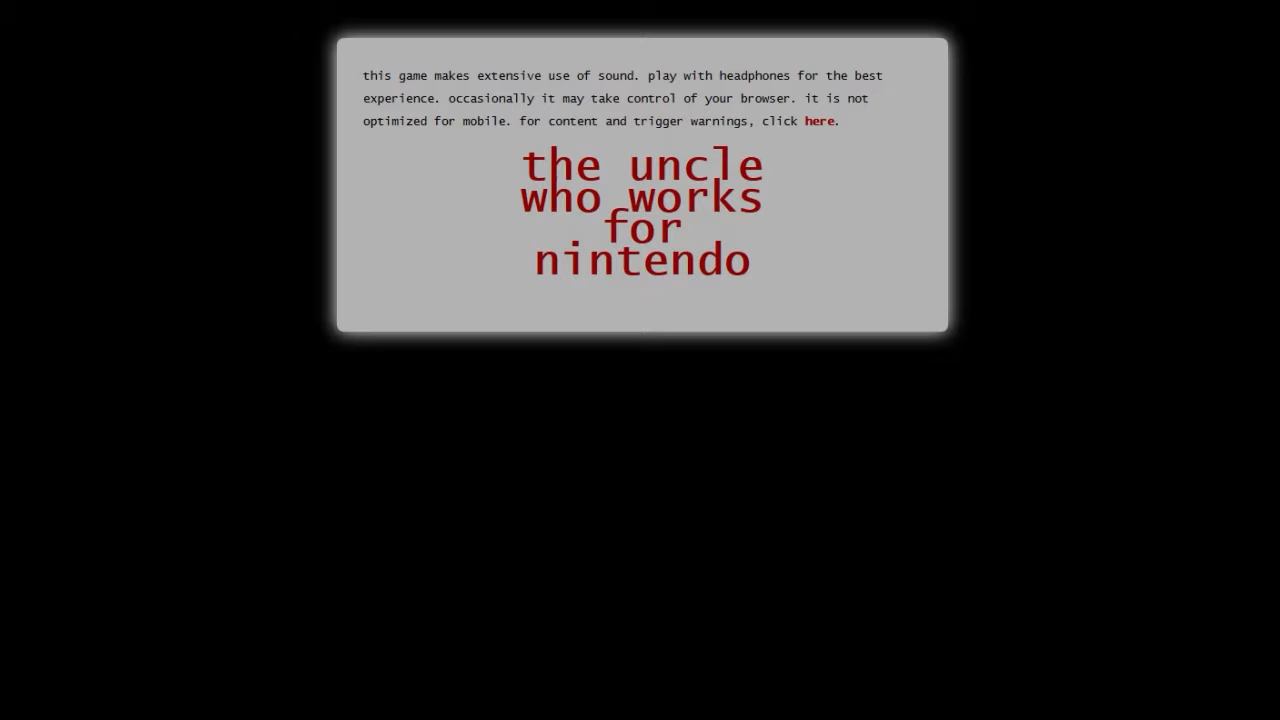 this game makes extensive use of sound. play with headphones for the best
experience. occasionally it may take control of your browser. it is not
optimized for mobile. for content and trigger warnings, click here.
the uncle
who works
for
nintendo